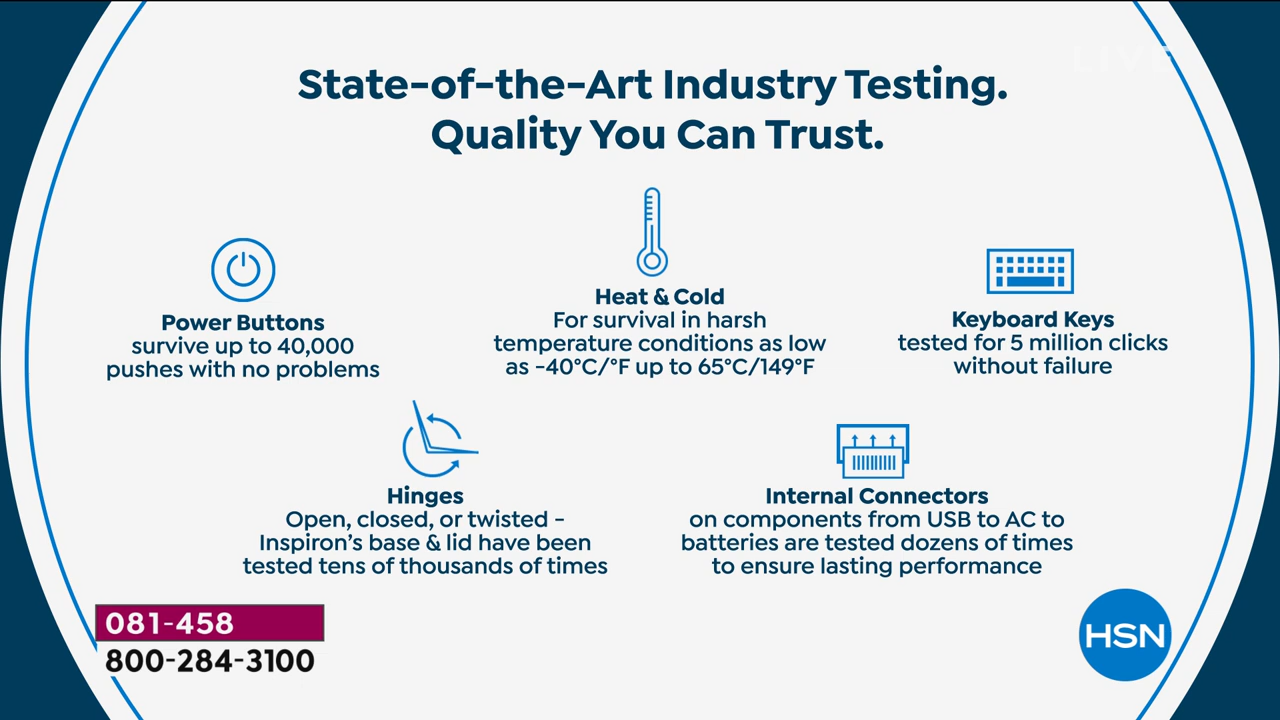 LIVE
State-of-the-Art Industry Testing.
Quality You Can Trust.
Power Buttons
survive up to 40,000
pushes with no problems
Heat & Cold
For survival in harsh
temperature conditions as low
as -40°C/°F up to 65°C/149°F
Keyboard Keys
tested for 5 million clicks
without failure
Hinges
Open, closed, or twisted -
Inspiron's base & lid have been
tested tens of thousands of times
Internal Connectors
on components from USB to AC to
batteries are tested dozens of times
to ensure lasting performance
081-458
800-284-3100
HSN